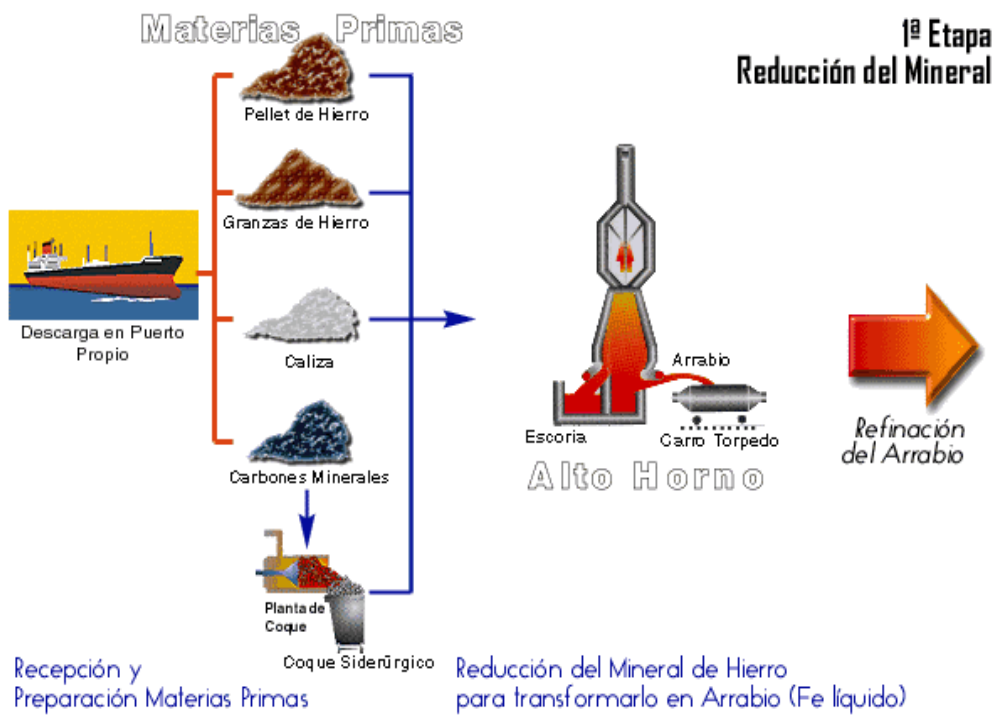 Materias Primas
1ª Etapa
Reducción del Mineral
Pellet de Hierro
Granzas de Hierro
Descarga en Puerto
Propio
Caliza
Carbones Minerales
Planta de
Coque
Coque Siderúrgico
Arrabio
Escoria
Carro Torpedo
Alto Horno
Refinación
del Arrabio
Recepción y
Preparación Materias Primas
Reducción del Mineral de Hierro
para transformarlo en Arrabio (Fe líquido)